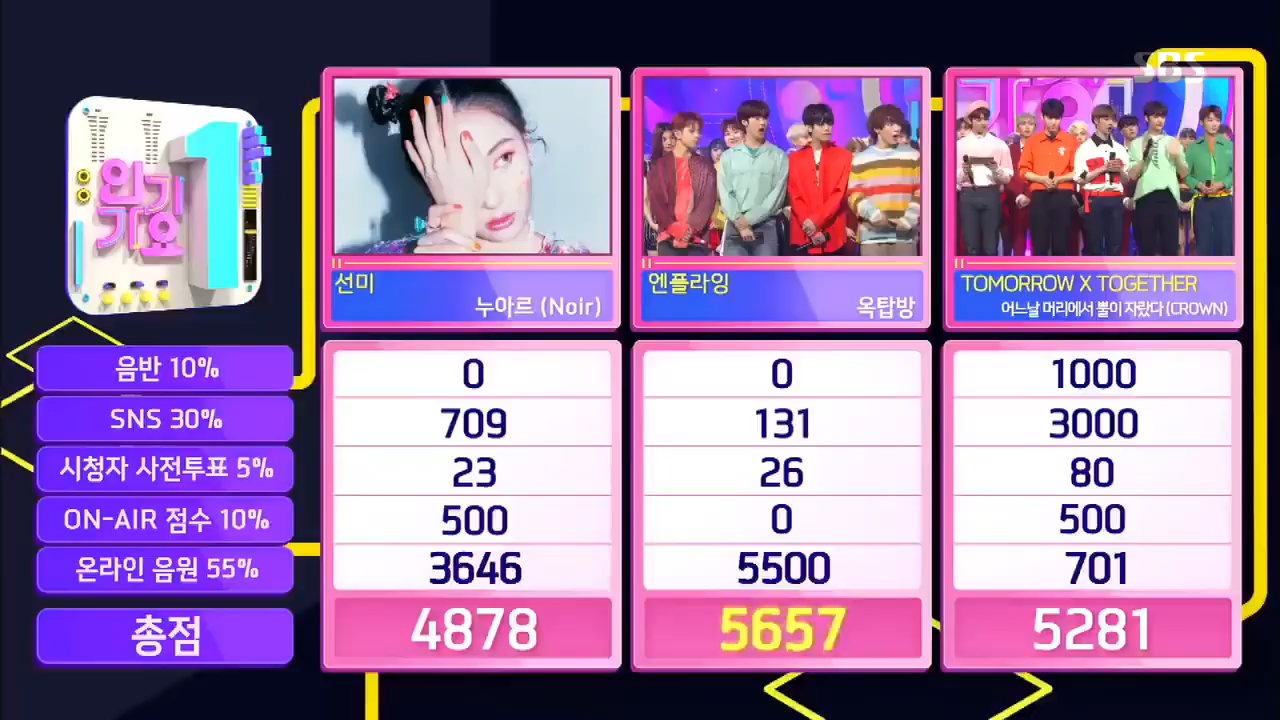 SBS
인기
가요
1
선미
누아르 (Noir)
엔플라잉
옥탑방
TOMORROW X TOGETHER
어느날 머리에서 뿔이 자랐다 (CROWN)
음반 10% 0 0 1000
SNS 30% 709 131 3000
시청자 사전투표 5% 23 26 80
ON-AIR 점수 10% 500 0 500
온라인 음원 55% 3646 5500 701
총점 4878 5657 5281